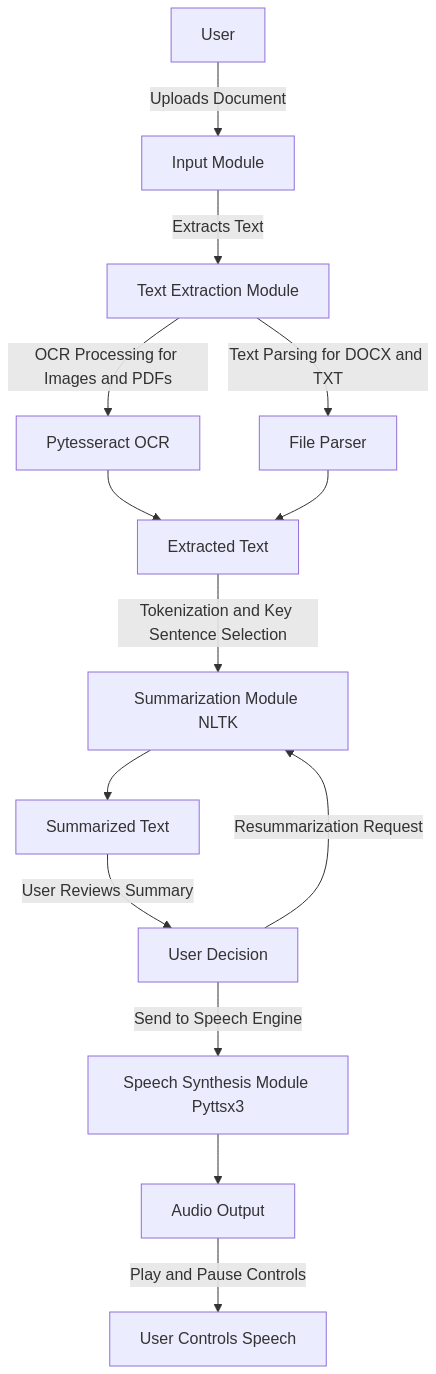 User
Uploads Document
Input Module
Extracts Text
Text Extraction Module
OCR Processing for
Images and PDFs
Text Parsing for DOCX and
TXT
Pytesseract OCR
File Parser
Extracted Text
Tokenization and Key
Sentence Selection
Summarization Module
NLTK
Summarized Text
Resummarization Request
User Reviews Summary
User Decision
Send to Speech Engine
Speech Synthesis Module
Pyttsx3
Audio Output
Play and Pause Controls
User Controls Speech